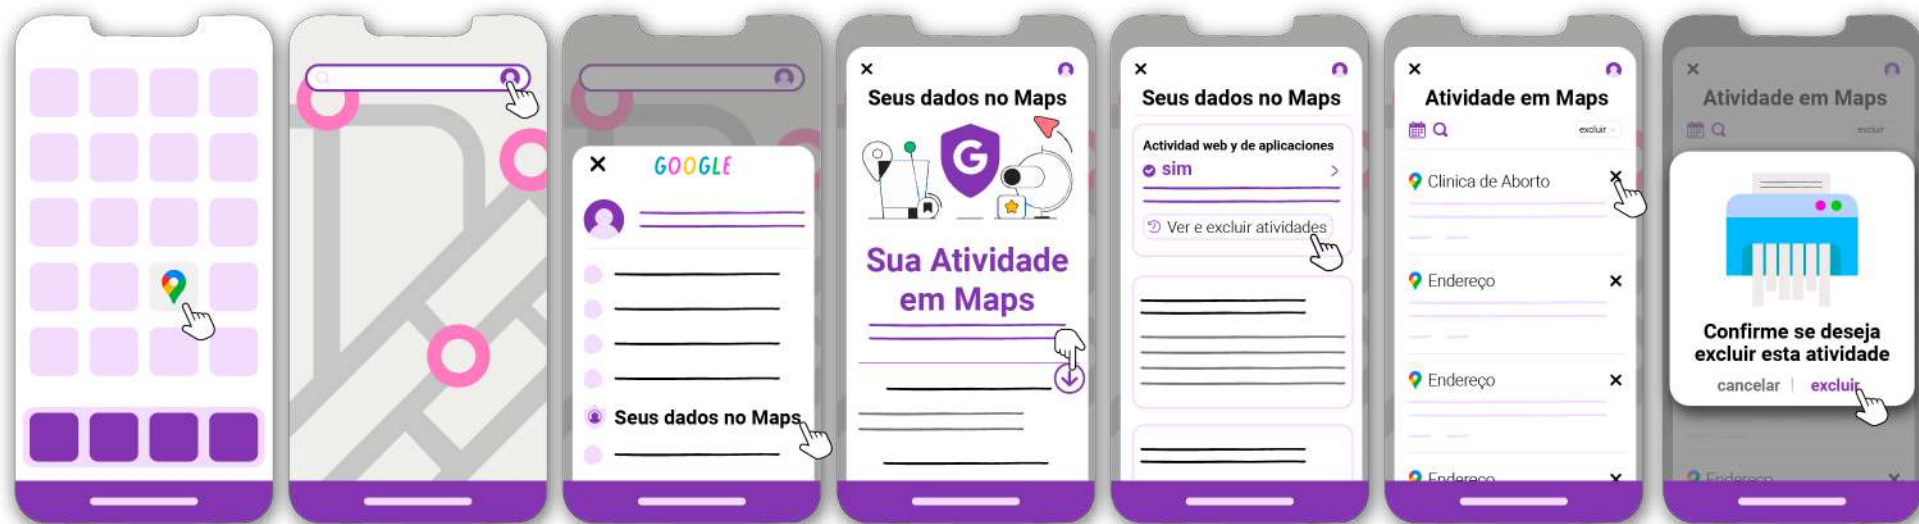 GOOGLE
Seus dados no Maps
Seus dados no Maps
Sua Atividade
em Maps
Seus dados no Maps
Actividad web y de aplicaciones
sim
Ver e excluir atividades
Atividade em Maps
excluir
Clinica de Aborto
Endereço
Endereço
Endereço
Atividade em Maps
excluir
Confirme se deseja
excluir esta atividade
cancelar | excluir
Endereço